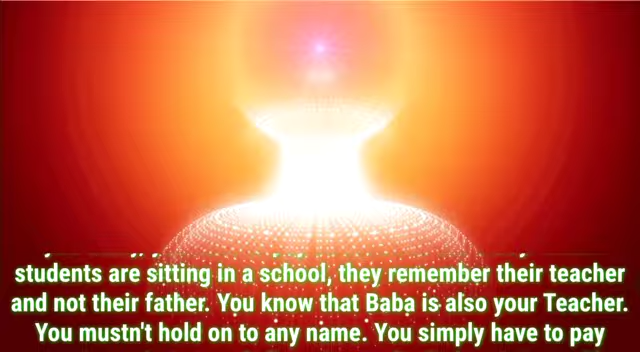 students are sitting in a school, they remember their teacher
and not their father. You know that Baba is also your Teacher.
You mustn't hold on to any name. You simply have to pay